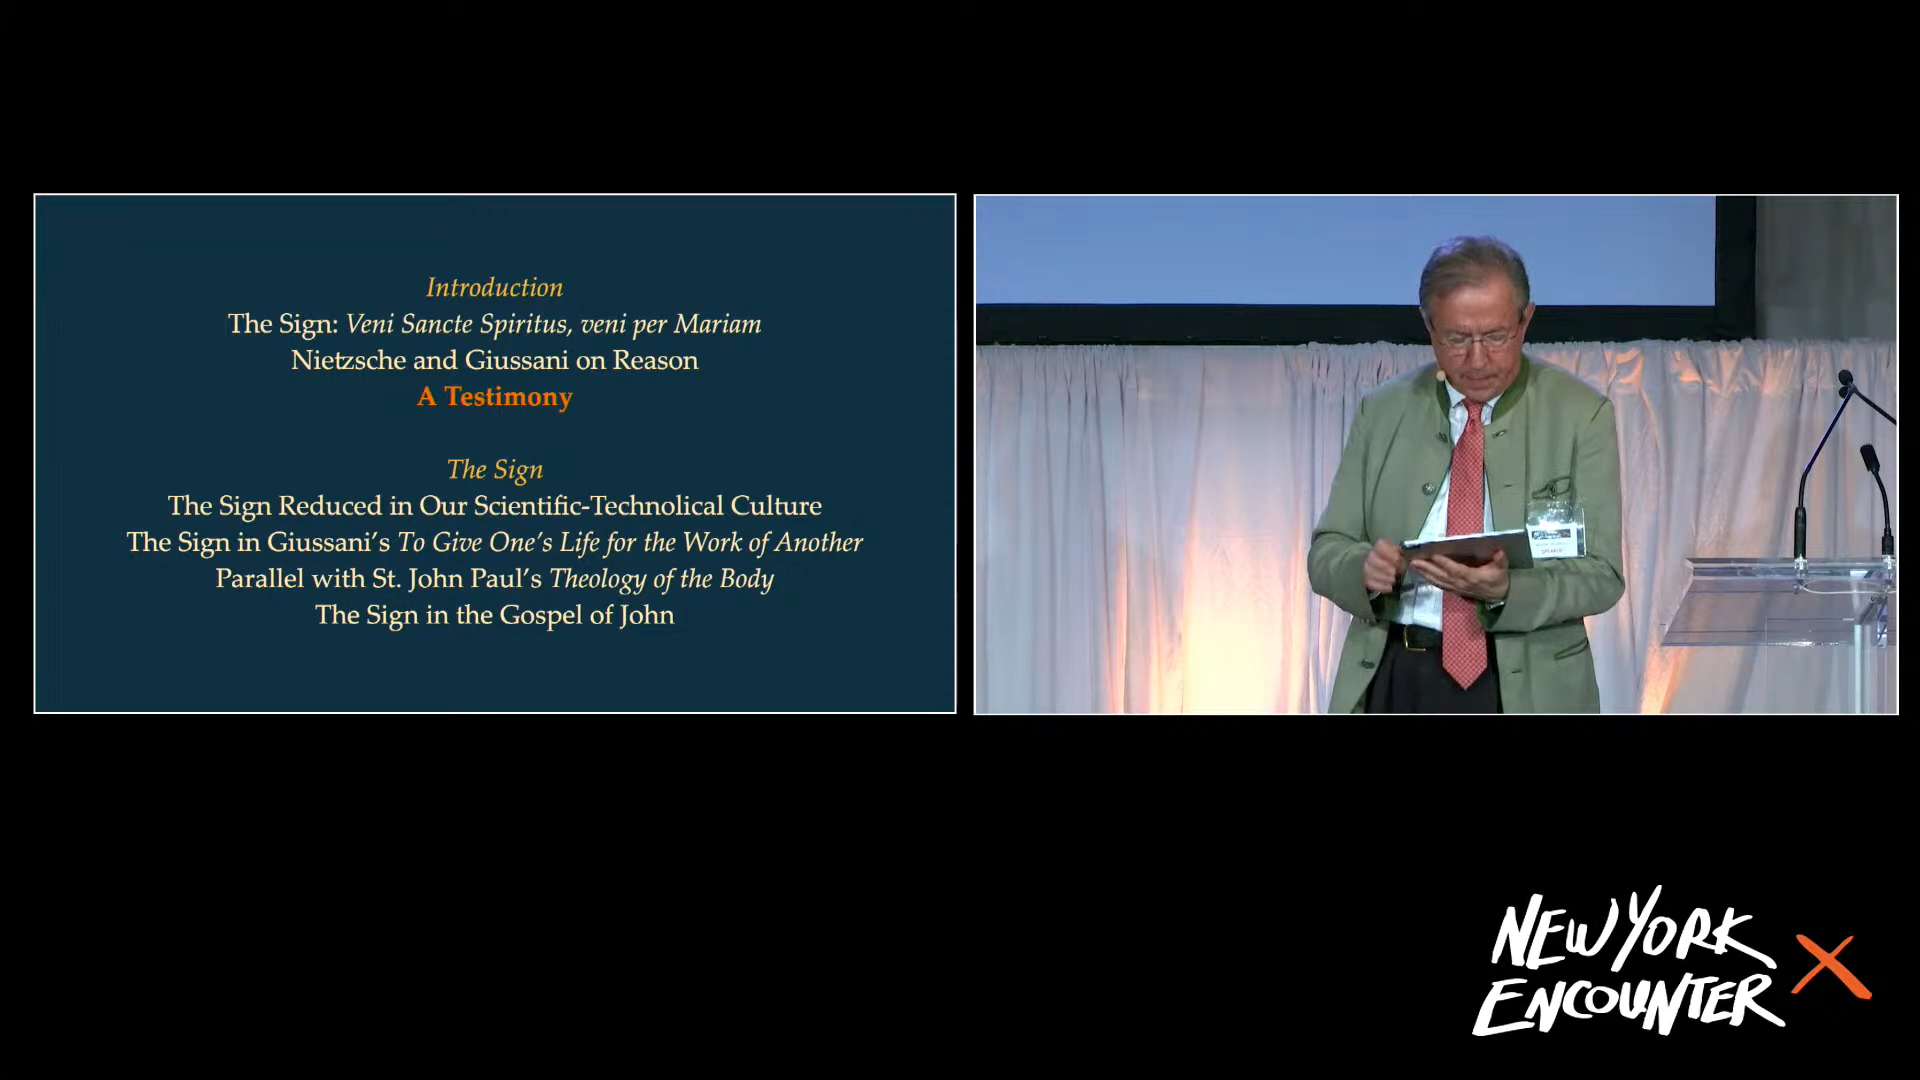 Introduction
The Sign: Veni Sancte Spiritus, veni per Mariam
Nietzsche and Giussani on Reason
A Testimony
The Sign
The Sign Reduced in Our Scientific-Technolical Culture
The Sign in Giussani’s To Give One’s Life for the Work of Another
Parallel with St. John Paul’s Theology of the Body
The Sign in the Gospel of John
SPEAKER
NEW YORK
ENCOUNTER